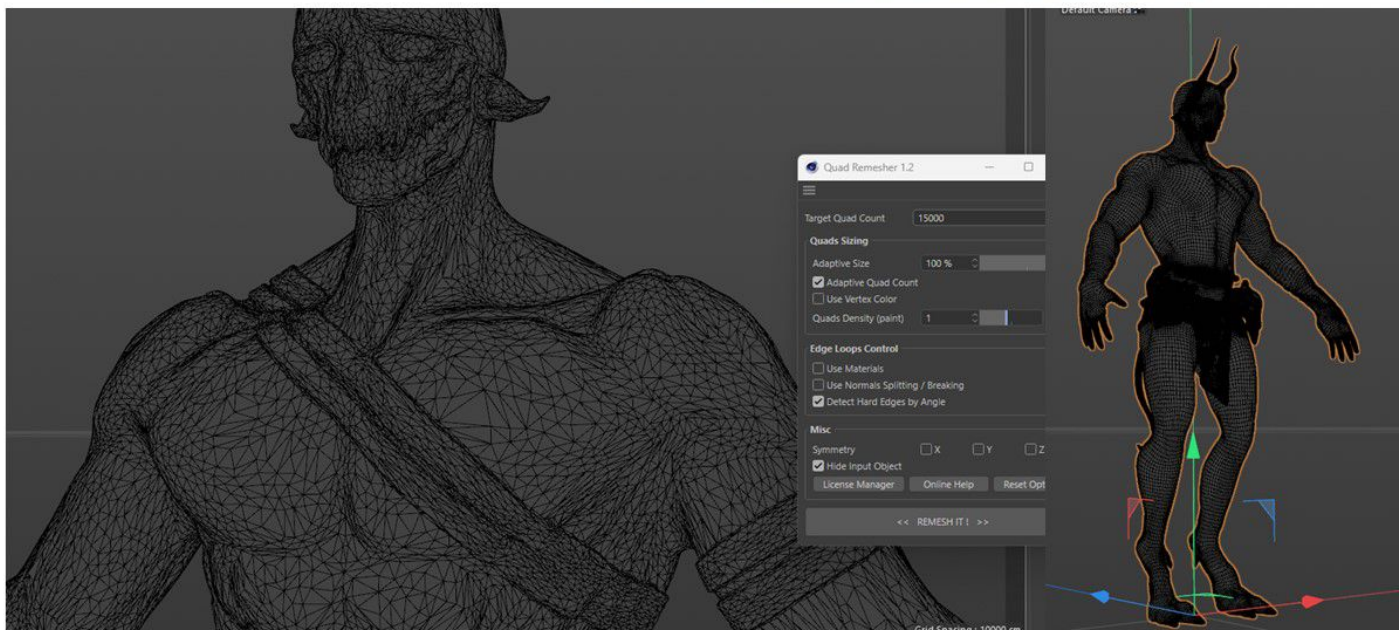 Default Camera
Quad Remesher 1.2
Target Quad Count 15000
Quads Sizing
Adaptive Size 100 %
Adaptive Quad Count
Use Vertex Color
Quads Density (paint) 1
Edge Loops Control
Use Materials
Use Normals Splitting / Breaking
Detect Hard Edges by Angle
Misc
Symmetry X Y Z
Hide Input Object
License Manager Online Help Reset Opt
<< REMESH IT ! >>
Grid Spacing : 10000 cm